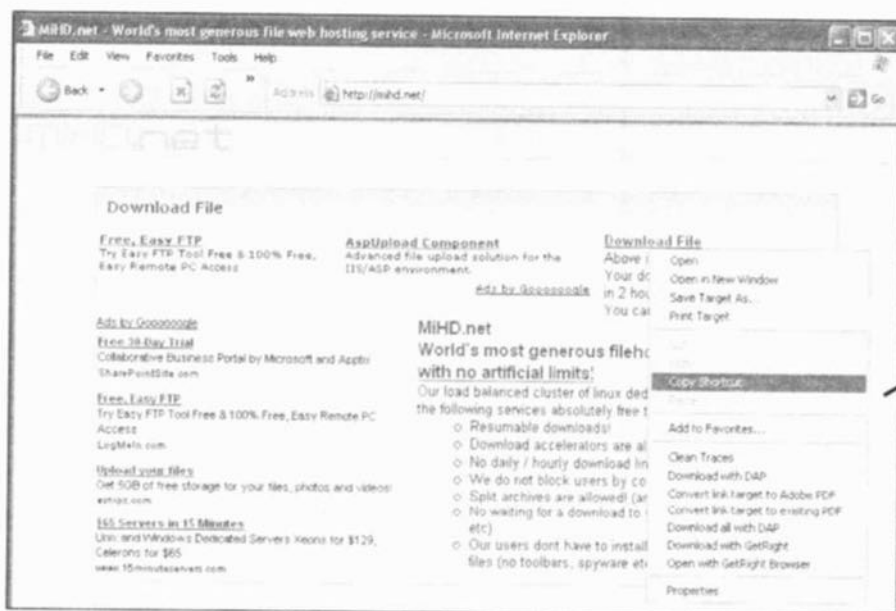 MiHD.net - World's most generous file web hosting service - Microsoft Internet Explorer
File Edit View Favorites Tools Help
Back
»
Address http://mihd.net/
Go
Download File
Free, Easy FTP
Try Easy FTP Tool Free & 100% Free,
Easy Remote PC Access
AspUpload Component
Advanced file upload solution for the
IIS/ASP environment.
Ads by Goooooogle
Download File
Above i
Your do
in 2 hou
You ca
Open
Open in New Window
Save Target As...
Print Target
Cut
Copy
Copy Shortcut
Paste
Add to Favorites...
Clean Traces
Download with DAP
Convert link target to Adobe PDF
Convert link target to existing PDF
Download all with DAP
Download with GetRight
Open with GetRight Browser
Properties
Ads by Goooooogle
Free 30-Day Trial
Collaborative Business Portal by Microsoft and Apptix
SharePointSite.com
Free, Easy FTP
Try Easy FTP Tool Free & 100% Free, Easy Remote PC
Access
LogMeIn.com
Upload your files
Get 5GB of free storage for your files, photos and videos!
esnips.com
$65 Servers in 15 Minutes
Unix and Windows Dedicated Servers Xeons for $129,
Celerons for $65
www.15minuteservers.com
MiHD.net
World's most generous fileho
with no artificial limits!
Our load balanced cluster of linux ded
the following services absolutely free t
Resumable downloads!
Download accelerators are al
No daily / hourly download lin
We do not block users by co
Split archives are allowed! (ar
No waiting for a download to
etc)
Our users dont have to install
files (no toolbars, spyware et